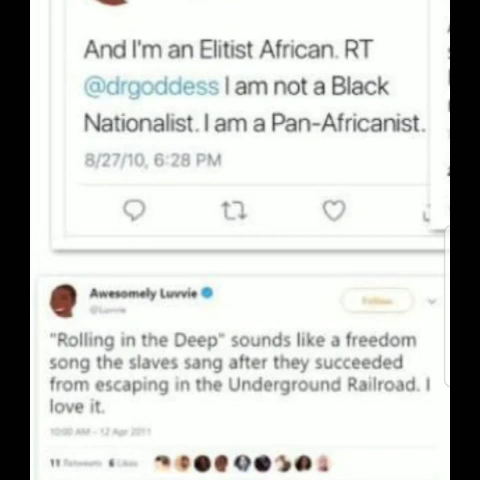 And I'm an Elitist African. RT
@drgoddess I am not a Black
Nationalist. I am a Pan-Africanist.
8/27/10, 6:28 PM
Awesomely Luvvie
@Luvvie
Follow
"Rolling in the Deep" sounds like a freedom
song the slaves sang after they succeeded
from escaping in the Underground Railroad. I
love it.
10:00 AM - 12 Apr 2011
11 Retweets 6 Likes